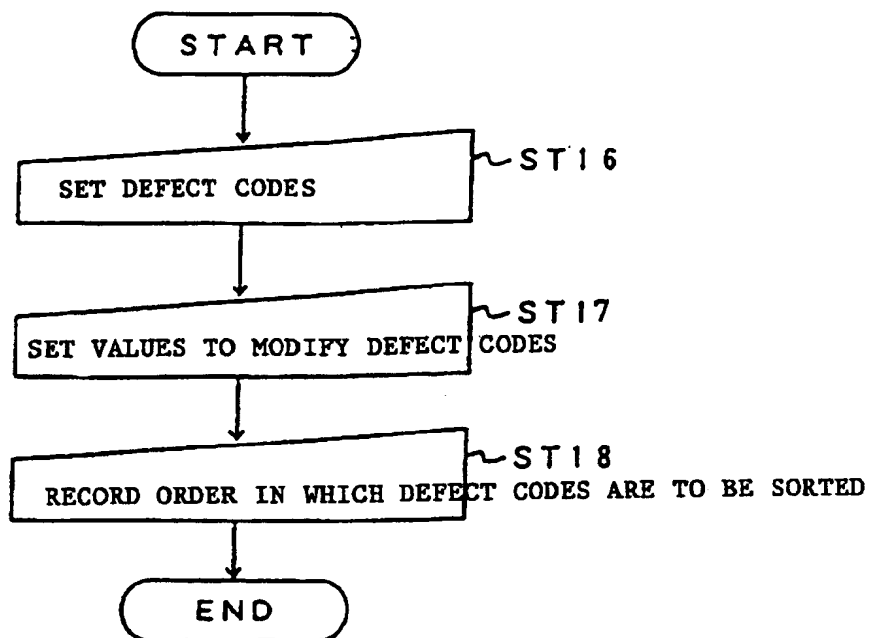 START
ST16
SET DEFECT CODES
ST17
SET VALUES TO MODIFY DEFECT CODES
ST18
RECORD ORDER IN WHICH DEFECT CODES ARE TO BE SORTED
END